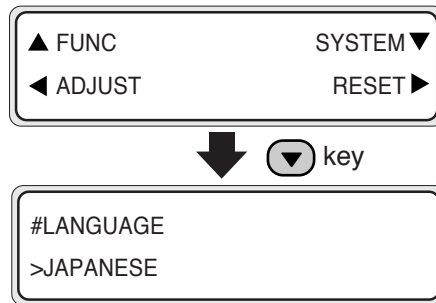 ▲ FUNC SYSTEM ▼
◀ ADJUST RESET ▶
▼ key
#LANGUAGE
>JAPANESE